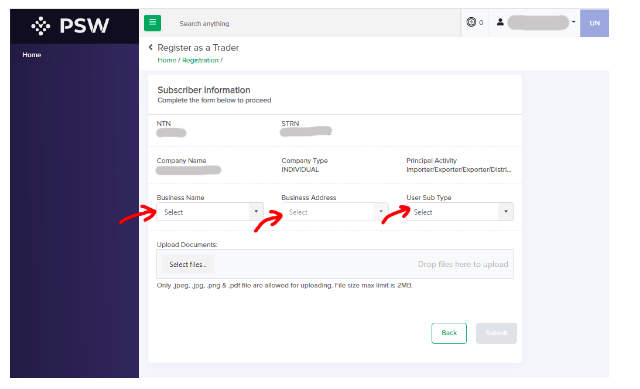 PSW
Search anything
0
UN
Home
Register as a Trader
Home / Registration /
Subscriber Information
Complete the form below to proceed
NTN
STRN
Company Name
Company Type
Principal Activity
INDIVIDUAL
Importer/Exporter/Exporter/Distri...
Business Name
Business Address
User Sub Type
Select
Select
Select
Upload Documents:
Select files...
Drop files here to upload
Only .jpeg, .jpg, .png & .pdf file are allowed for uploading. File size max limit is 2MB.
Back
Submit